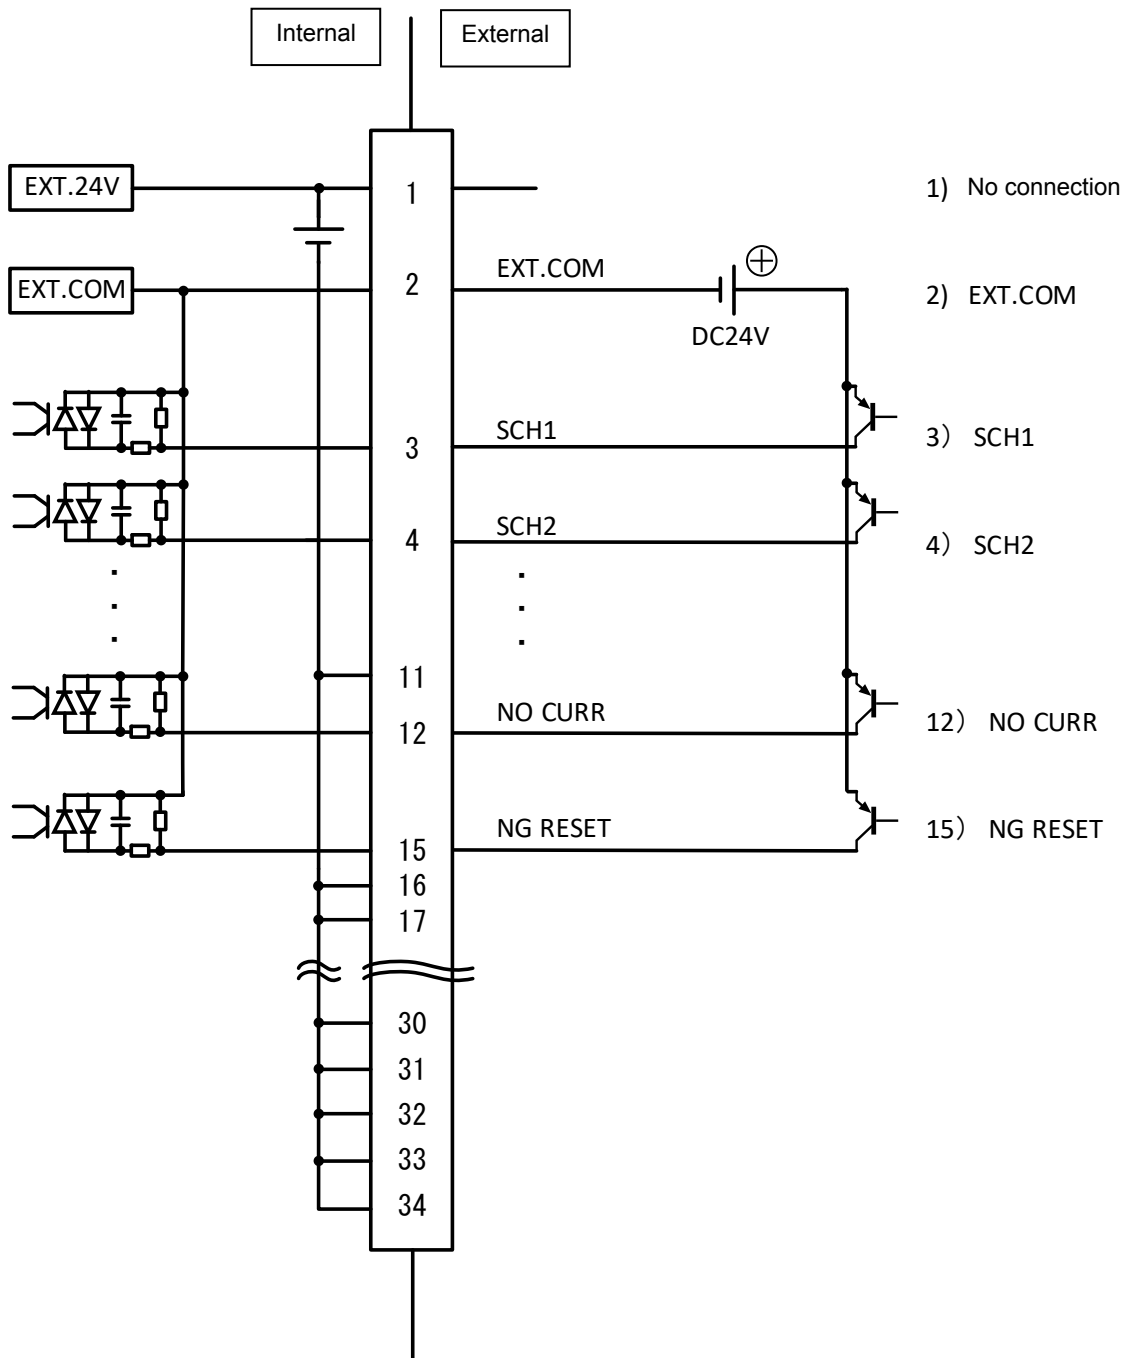 Internal
External
EXT.24V
1
1) No connection
EXT.COM
2
EXT.COM
DC24V
2) EXT.COM
3
SCH1
3) SCH1
4
SCH2
4) SCH2
11
12
NO CURR
12) NO CURR
15
NG RESET
15) NG RESET
16
17
30
31
32
33
34